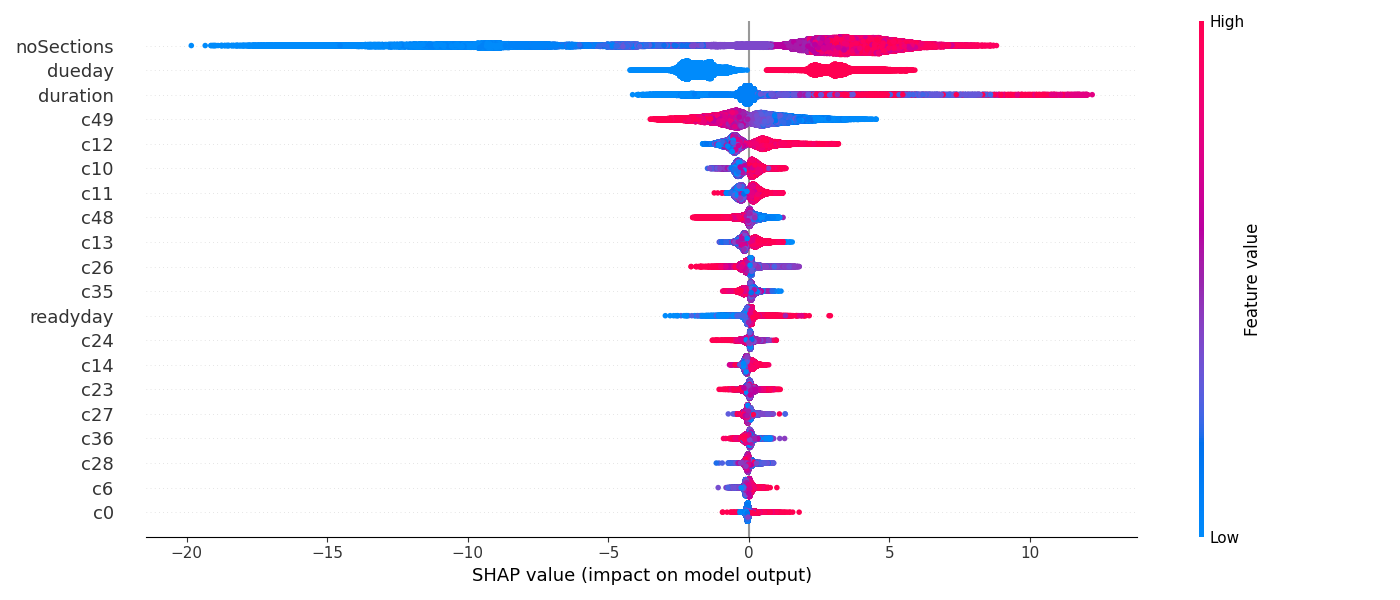 High
noSections
dueday
duration
c49
c12
c10
c11
c48
c13
c26
c35
readyday
c24
c14
c23
c27
c36
c28
c6
c0
Feature value
Low
−20 −15 −10 −5 0 5 10
SHAP value (impact on model output)